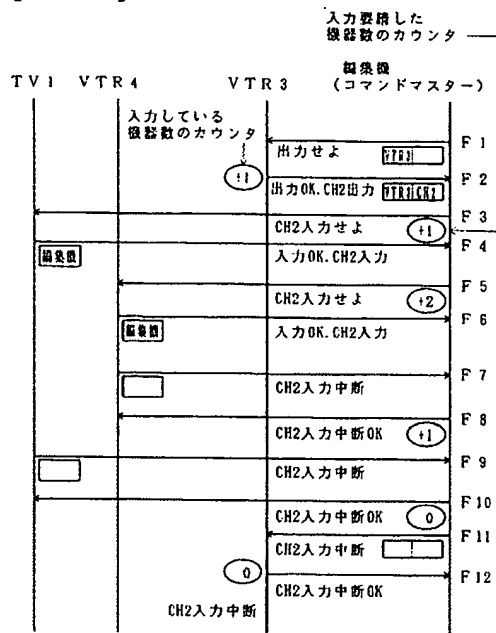 入力要請した
機器数のカウンタ
編集機
TV1 VTR4 VTR3 (コマンドマスター)
入力している
機器数のカウンタ
F1
出力せよ VTR3
+1
F2
出力OK.CH2出力 VTR3 CH2
F3
CH2入力せよ +1
F4
編集機 入力OK.CH2入力
F5
CH2入力せよ +2
F6
編集機 入力OK.CH2入力
F7
CH2入力中断
F8
CH2入力中断OK +1
F9
CH2入力中断
F10
CH2入力中断OK 0
F11
CH2入力中断
0
F12
CH2入力中断OK
CH2入力中断